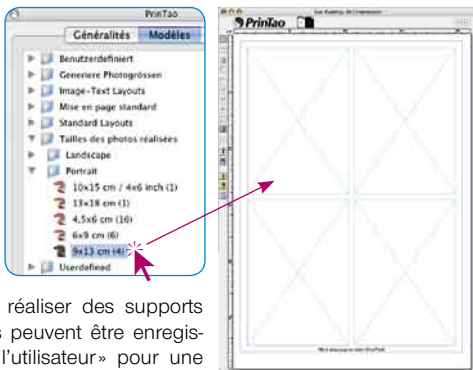 PrinTao
Généralités Modèles
Benutzerdefiniert
Generiere Photogrössen
Image-Text Layouts
Mise en page standard
Standard Layouts
Tailles des photos réalisées
Landscape
Portrait
10x15 cm / 4x6 inch (1)
13x18 cm (1)
4,5x6 cm (16)
6x9 cm (6)
9x13 cm (4)
Userdefined
PrinTao
réaliser des supports
s peuvent être enregis-
l'utilisateur» pour une